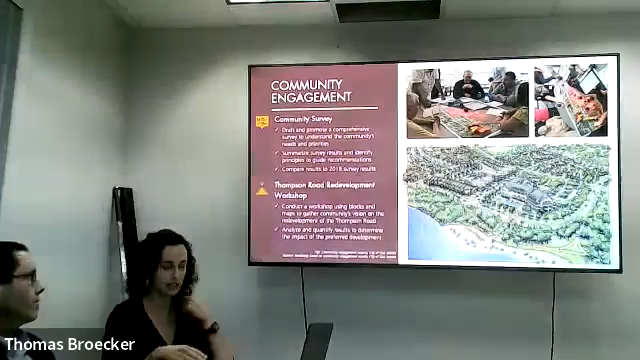 COMMUNITY
ENGAGEMENT
Community Survey
✓ Draft and promote a comprehensive
survey to understand the community's
needs and priorities
✓ Summarize survey results and identify
principles to guide recommendations
✓ Compare results to 2018 survey results
Thompson Road Redevelopment
Workshop
✓ Conduct a workshop using blocks and
maps to gather community's vision on the
redevelopment of the Thompson Road
✓ Analyze and quantify results to determine
the impact of the preferred development
Thomas Broecker